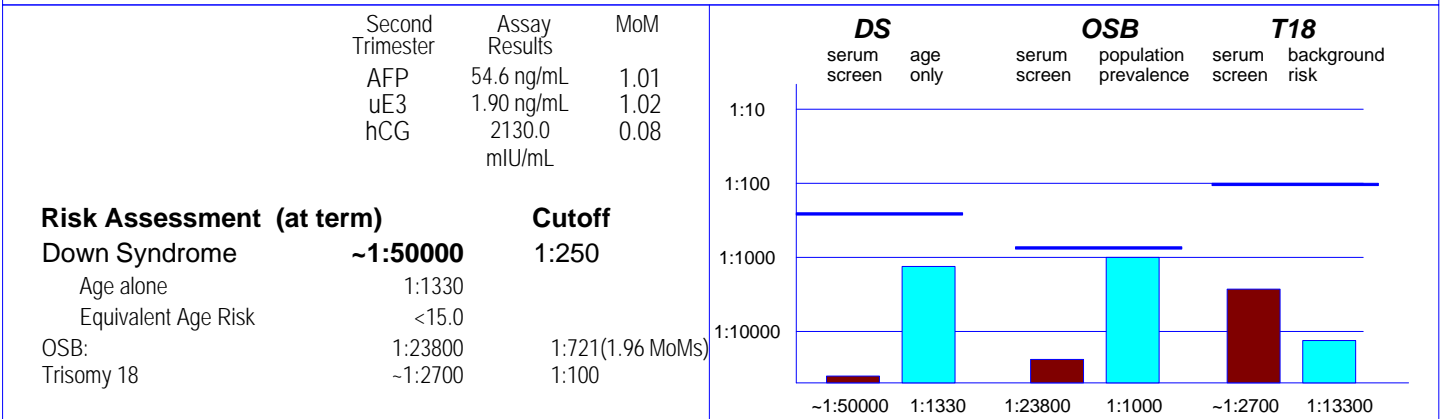 Second Assay MoM
Trimester Results
AFP 54.6 ng/mL 1.01
uE3 1.90 ng/mL 1.02
hCG 2130.0 0.08
mIU/mL
Risk Assessment (at term) Cutoff
Down Syndrome ~1:50000 1:250
Age alone 1:1330
Equivalent Age Risk <15.0
OSB: 1:23800 1:721(1.96 MoMs)
Trisomy 18 ~1:2700 1:100
DS OSB T18
serum age serum population serum background
screen only screen prevalence screen risk
1:10
1:100
1:1000
1:10000
~1:50000 1:1330 1:23800 1:1000 ~1:2700 1:13300